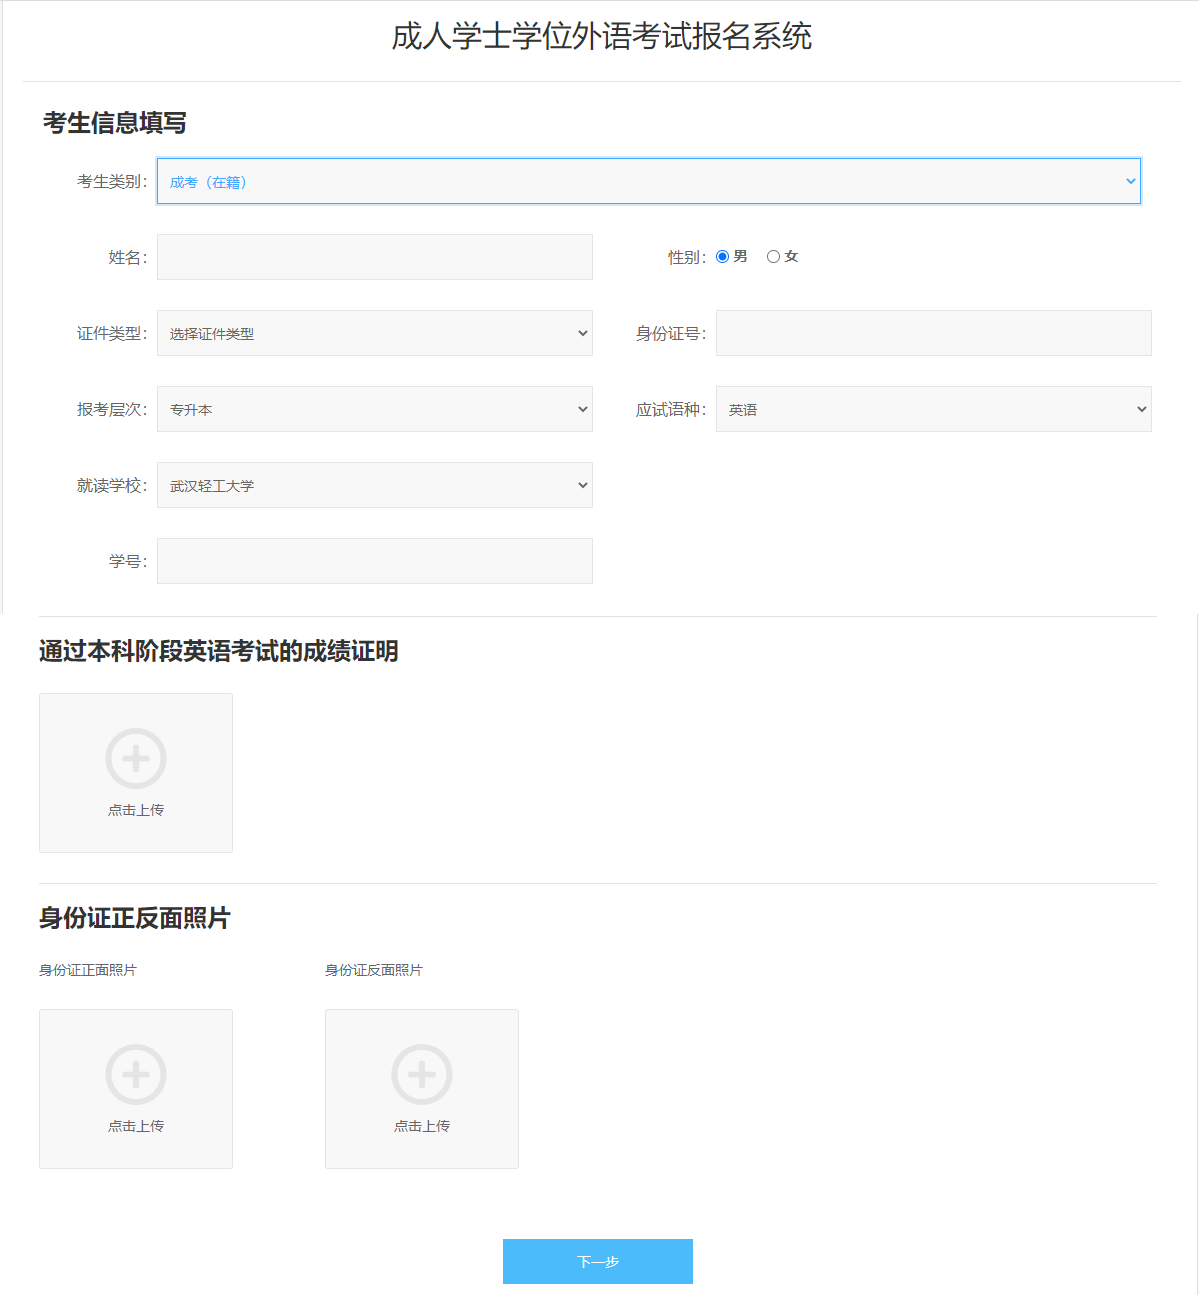 成人学士学位外语考试报名系统
考生信息填写
考生类别： 成考（在籍）
姓名： 性别： 男 女
证件类型： 选择证件类型 身份证号：
报考层次： 专升本 应试语种： 英语
就读学校： 武汉轻工大学
学号：
通过本科阶段英语考试的成绩证明
点击上传
身份证正反面照片
身份证正面照片 身份证反面照片
点击上传 点击上传
下一步